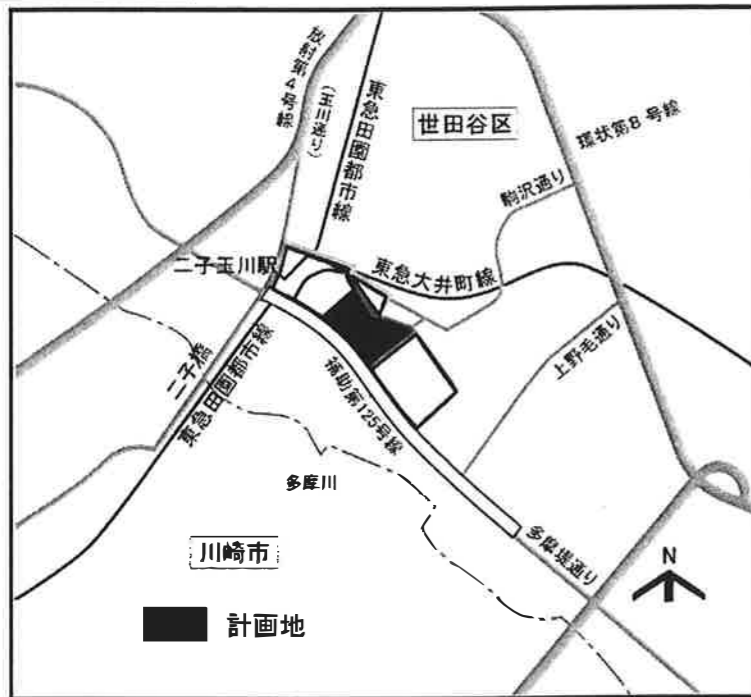 放射第4号線
(玉川通り)
東急田園都市線
世田谷区
環状第8号線
駒沢通り
二子玉川駅
東急大井町線
上野毛通り
二子橋
東急田園都市線
補助第125号線
多摩川
多摩堤通り
川崎市
N
計画地